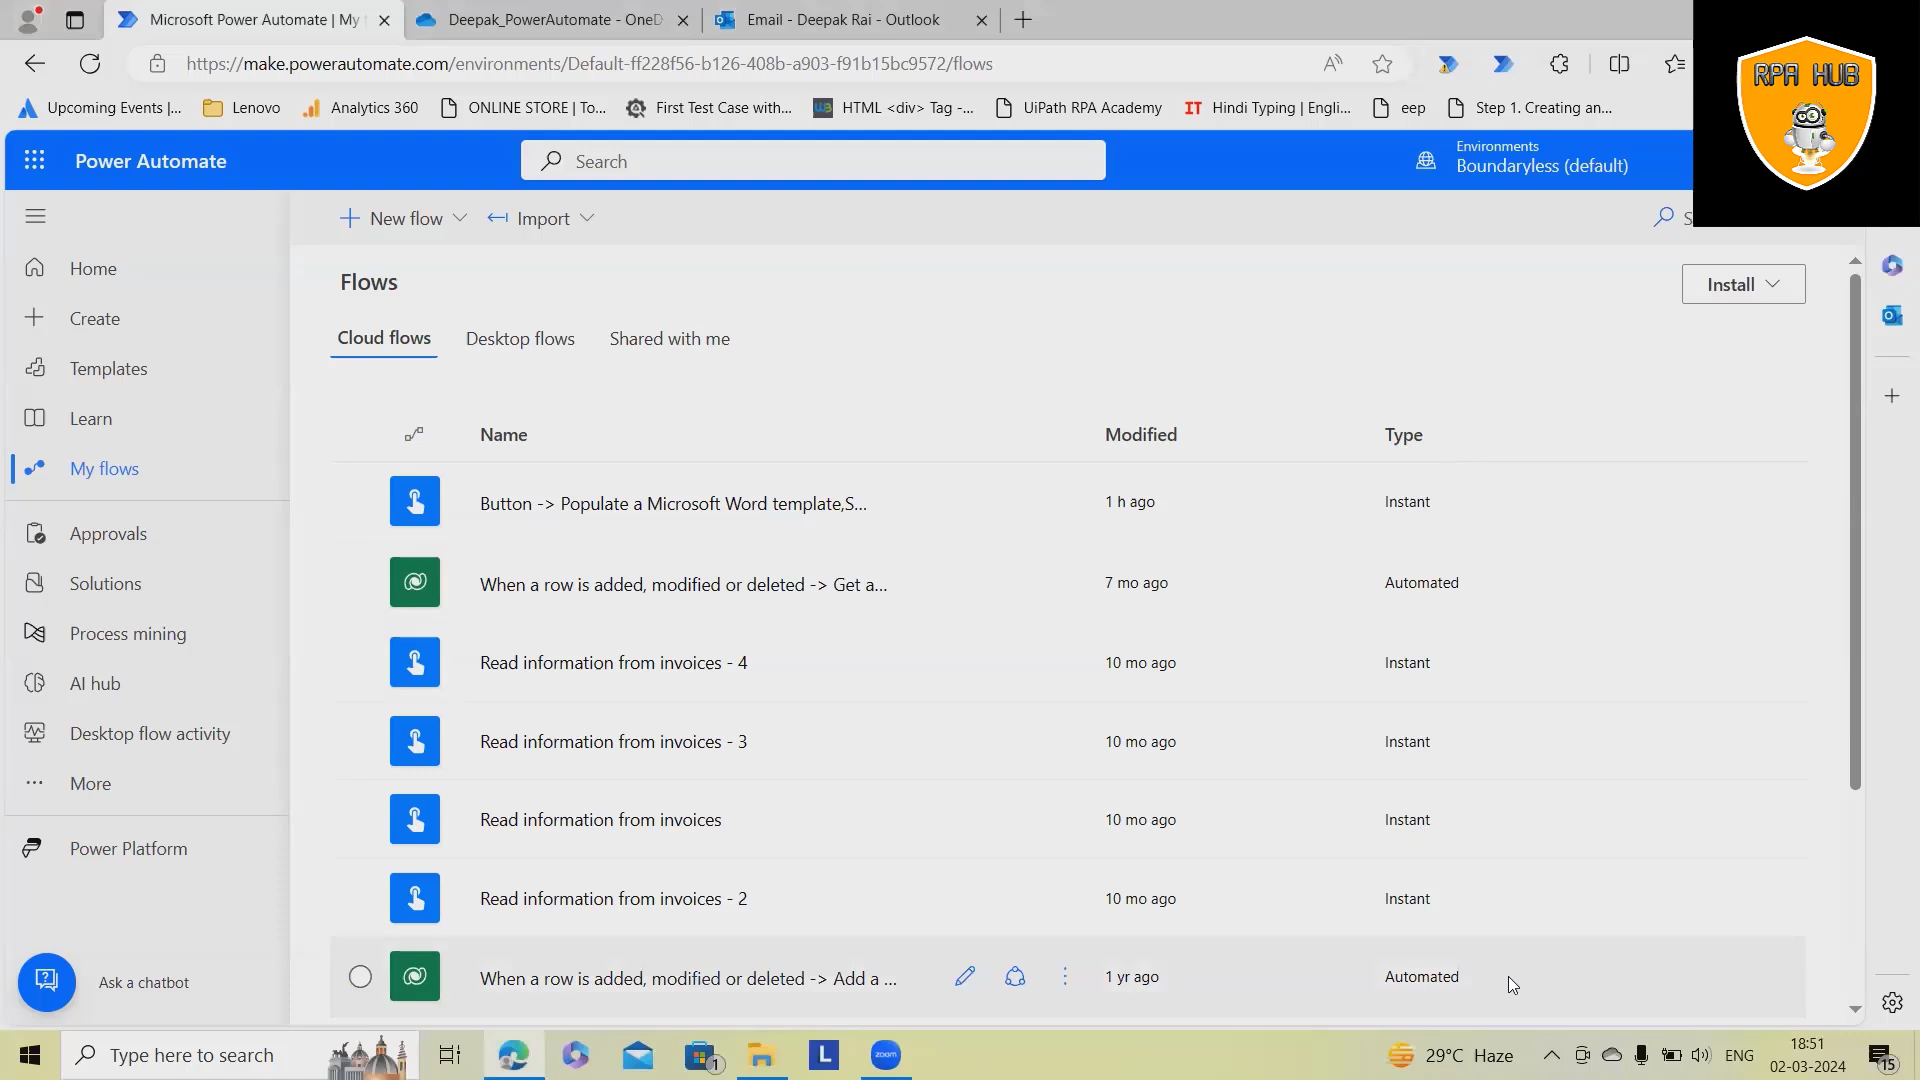 Microsoft Power Automate | My
Deepak_PowerAutomate - OneD
Email - Deepak Rai - Outlook
https://make.powerautomate.com/environments/Default-ff228f56-b126-408b-a903-f91b15bc9572/flows
Upcoming Events |...
Lenovo
Analytics 360
ONLINE STORE | To...
First Test Case with...
HTML <div> Tag -...
UiPath RPA Academy
IT Hindi Typing | Engli...
eep
Step 1. Creating an...
RPA HUB
Power Automate
Search
Environments
Boundaryless (default)
New flow
Import
S
Home
Create
Templates
Learn
My flows
Approvals
Solutions
Process mining
AI hub
Desktop flow activity
More
Power Platform
Ask a chatbot
Flows
Install
Cloud flows Desktop flows Shared with me
Name Modified Type
Button -> Populate a Microsoft Word template,S... 1 h ago Instant
When a row is added, modified or deleted -> Get a... 7 mo ago Automated
Read information from invoices - 4 10 mo ago Instant
Read information from invoices - 3 10 mo ago Instant
Read information from invoices 10 mo ago Instant
Read information from invoices - 2 10 mo ago Instant
When a row is added, modified or deleted -> Add a ... 1 yr ago Automated
Type here to search
1
L
zoom
29°C Haze
ENG
18:51
02-03-2024
15